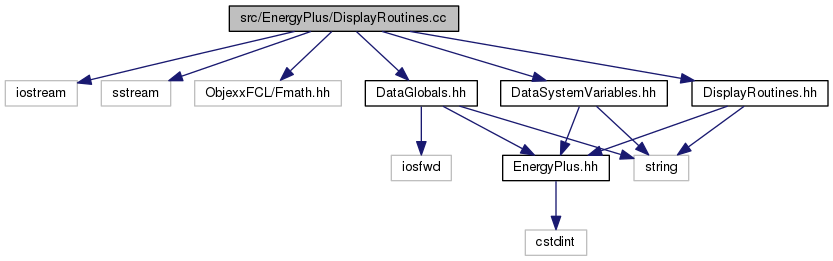 src/EnergyPlus/DisplayRoutines.cc
iostream
sstream
ObjexxFCL/Fmath.hh
DataGlobals.hh
DataSystemVariables.hh
DisplayRoutines.hh
iosfwd
EnergyPlus.hh
string
cstdint